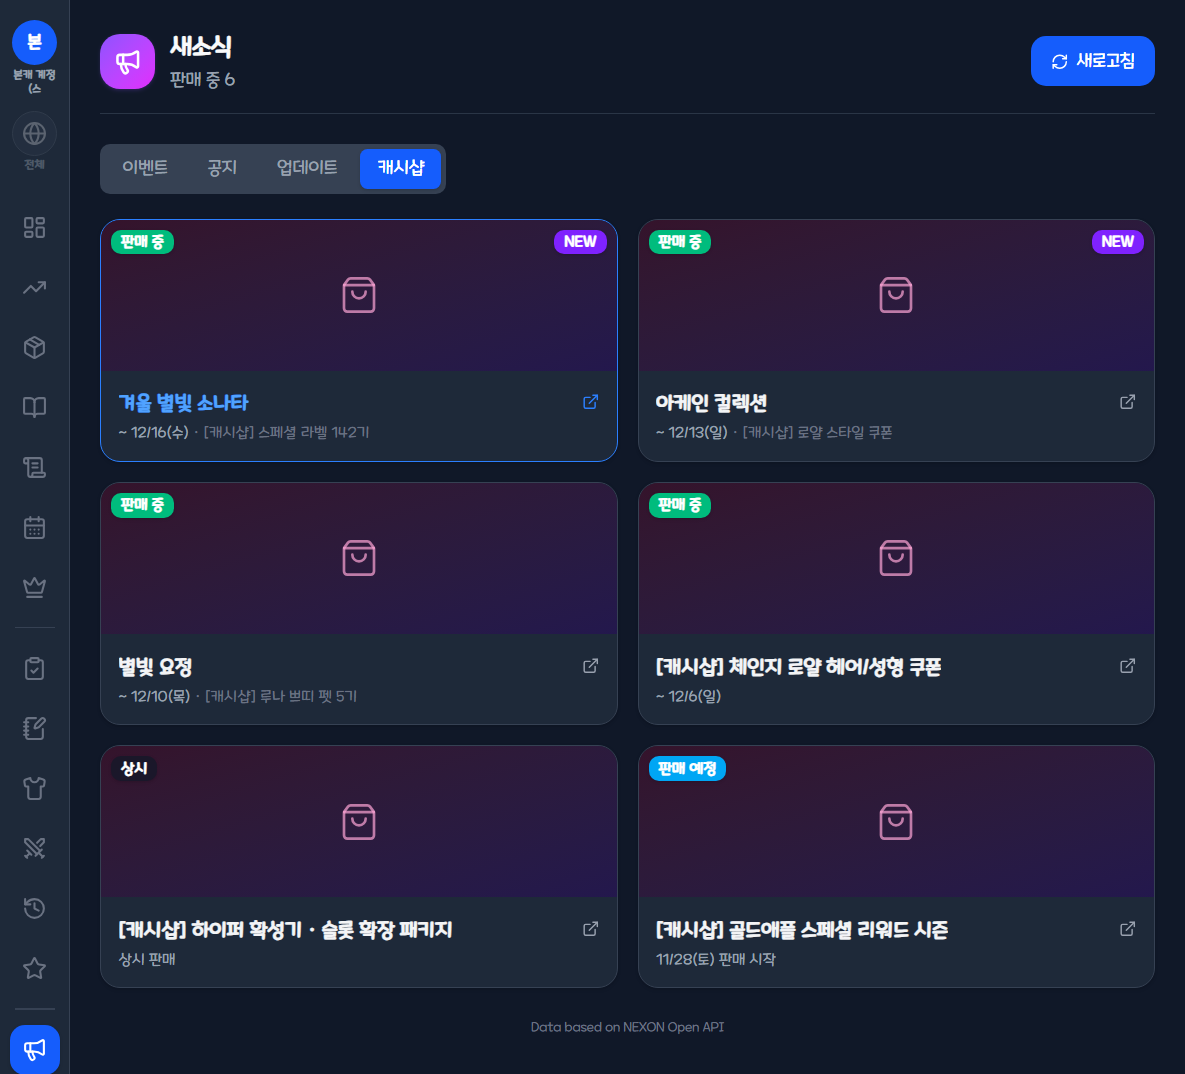 본
본캐 계정
(스
전체
새소식
판매 중 6
새로고침
이벤트
공지
업데이트
캐시샵
판매 중
NEW
겨울 별빛 소나타
~ 12/16(수) · [캐시샵] 스페셜 라벨 142기
판매 중
NEW
아케인 컬렉션
~ 12/13(일) · [캐시샵] 로얄 스타일 쿠폰
판매 중
별빛 요정
~ 12/10(목) · [캐시샵] 루나 쁘띠 펫 5기
판매 중
[캐시샵] 체인지 로얄 헤어/성형 쿠폰
~ 12/6(일)
상시
[캐시샵] 하이퍼 확성기 · 슬롯 확장 패키지
상시 판매
판매 예정
[캐시샵] 골드애플 스페셜 리워드 시즌
11/28(토) 판매 시작
Data based on NEXON Open API